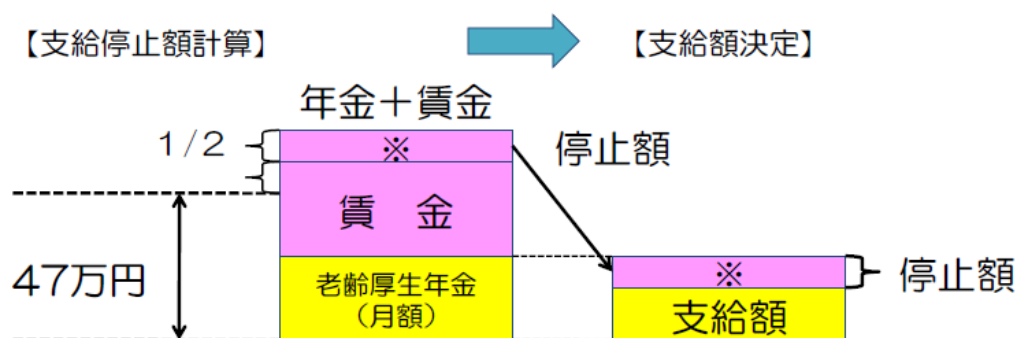 【支給停止額計算】
【支給額決定】
年金＋賃金
１/２
※
停止額
賃　金
47万円
老齢厚生年金
（月額）
※
停止額
支給額